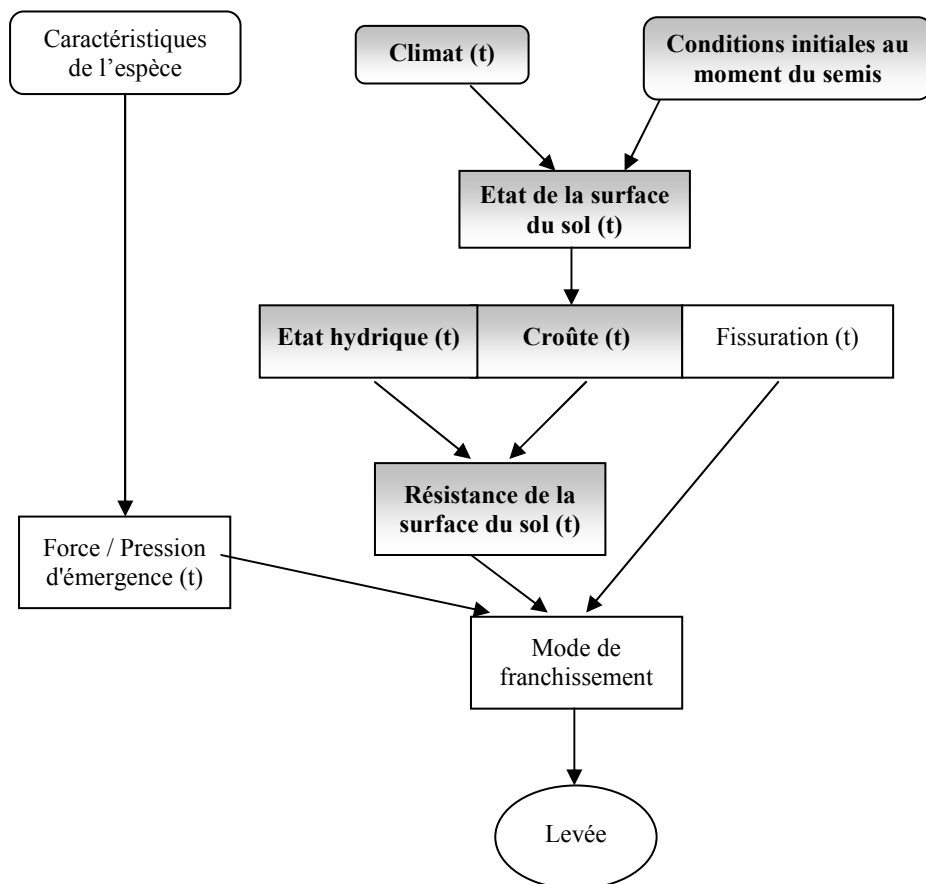 Caractéristiques
de l’espèce
Climat (t)
Conditions initiales au
moment du semis
Etat de la surface
du sol (t)
Etat hydrique (t)
Croûte (t)
Fissuration (t)
Résistance de la
surface du sol (t)
Force / Pression
d'émergence (t)
Mode de
franchissement
Levée